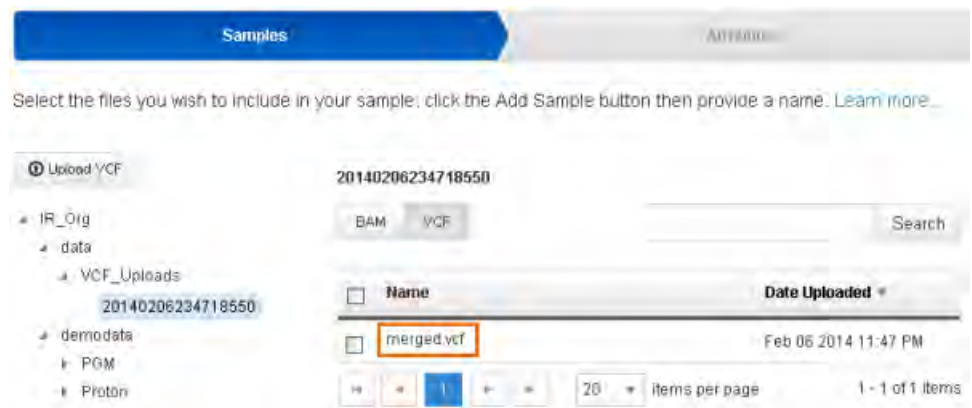 Samples
Attributes
Select the files you wish to include in your sample; click the Add Sample button then provide a name. Learn more...
Upload VCF
IR_Org
data
VCF_Uploads
20140206234718550
demodata
PGM
Proton
20140206234718550
BAM VCF
Search
Name Date Uploaded
merged.vcf Feb 06 2014 11:47 PM
1 20 items per page 1 - 1 of 1 items